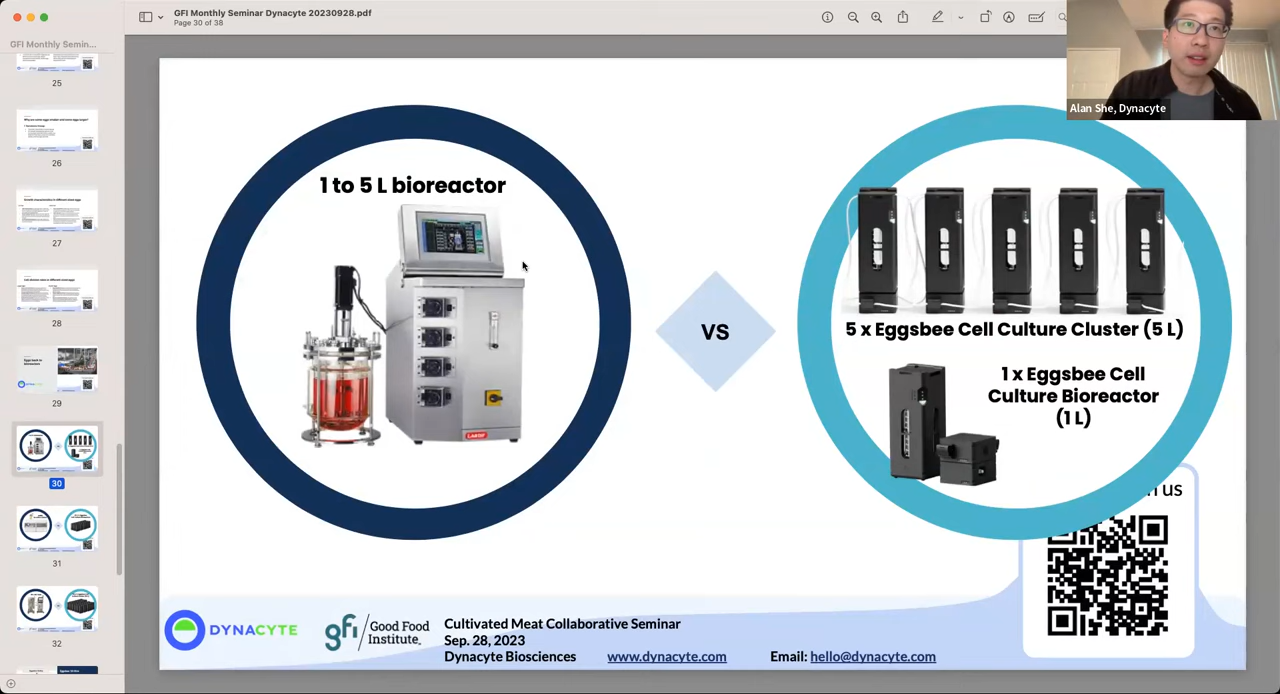 GFI Monthly Seminar Dynacyte 20230928.pdf
Page 30 of 38
GFI Monthly Semin...
25
26
27
28
29
30
31
32
Alan She, Dynacyte
1 to 5 L bioreactor
VS
5 x Eggsbee Cell Culture Cluster (5 L)
1 x Eggsbee Cell
Culture Bioreactor
(1 L)
us
DYNACYTE
gfi Good Food
Institute.
Cultivated Meat Collaborative Seminar
Sep. 28, 2023
Dynacyte Biosciences www.dynacyte.com Email: hello@dynacyte.com